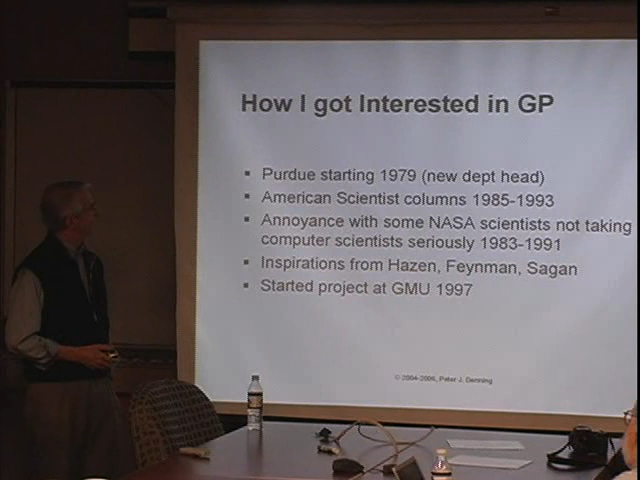 How I got Interested in GP
▪ Purdue starting 1979 (new dept head)
▪ American Scientist columns 1985-1993
▪ Annoyance with some NASA scientists not taking
computer scientists seriously 1983-1991
▪ Inspirations from Hazen, Feynman, Sagan
▪ Started project at GMU 1997
© 2004-2006, Peter J. Denning